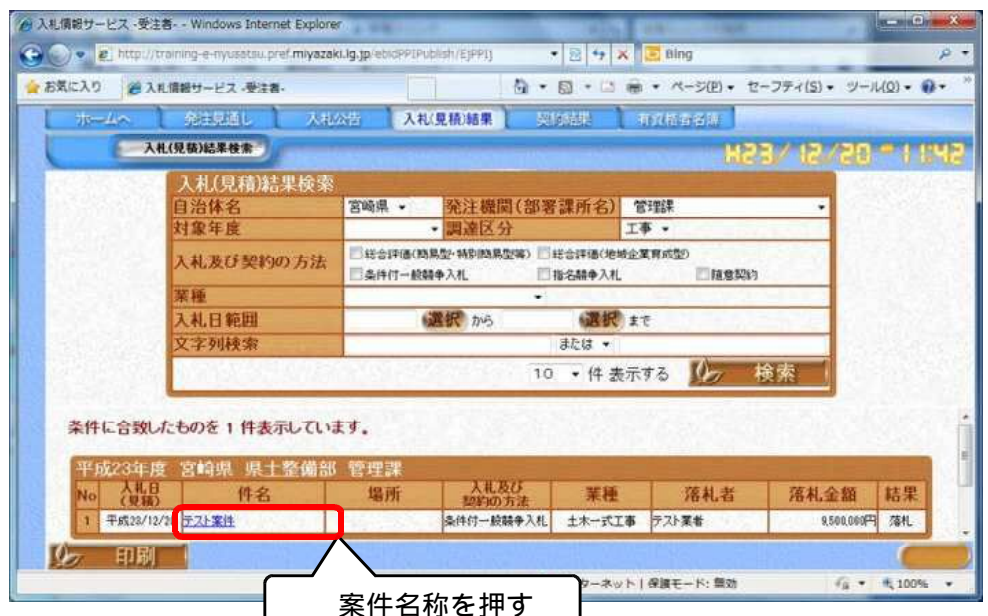 入札情報サービス -受注者- - Windows Internet Explorer
http://training-e-nyusatsu.pref.miyazaki.lg.jp/ebidPPIPublish/EjPPIj
Bing
お気に入り 入札情報サービス -受注者- ページ(P) セーフティ(S) ツール(O)
ホームへ 発注見通し 入札公告 入札(見積)結果 契約結果 有資格者名簿
入札(見積)結果検索
H23/12/20 - 11:42
入札(見積)結果検索
自治体名 宮崎県 発注機関(部署課所名) 管理課
対象年度 調達区分 工事
入札及び契約の方法 総合評価(簡易型・特別簡易型等) 総合評価(地域企業育成型)
条件付一般競争入札 指名競争入札 随意契約
業種
入札日範囲 選択 から 選択 まで
文字列検索 または
10 件 表示する 検索
条件に合致したものを 1 件表示しています。
平成23年度 宮崎県 県土整備部 管理課
No 入札日(見積) 件名 場所 入札及び契約の方法 業種 落札者 落札金額 結果
1 平成23/12/2 テスト案件 条件付一般競争入札 土木一式工事 テスト業者 9,500,000円 落札
印刷
ターネット | 保護モード: 無効 100%
案件名称を押す